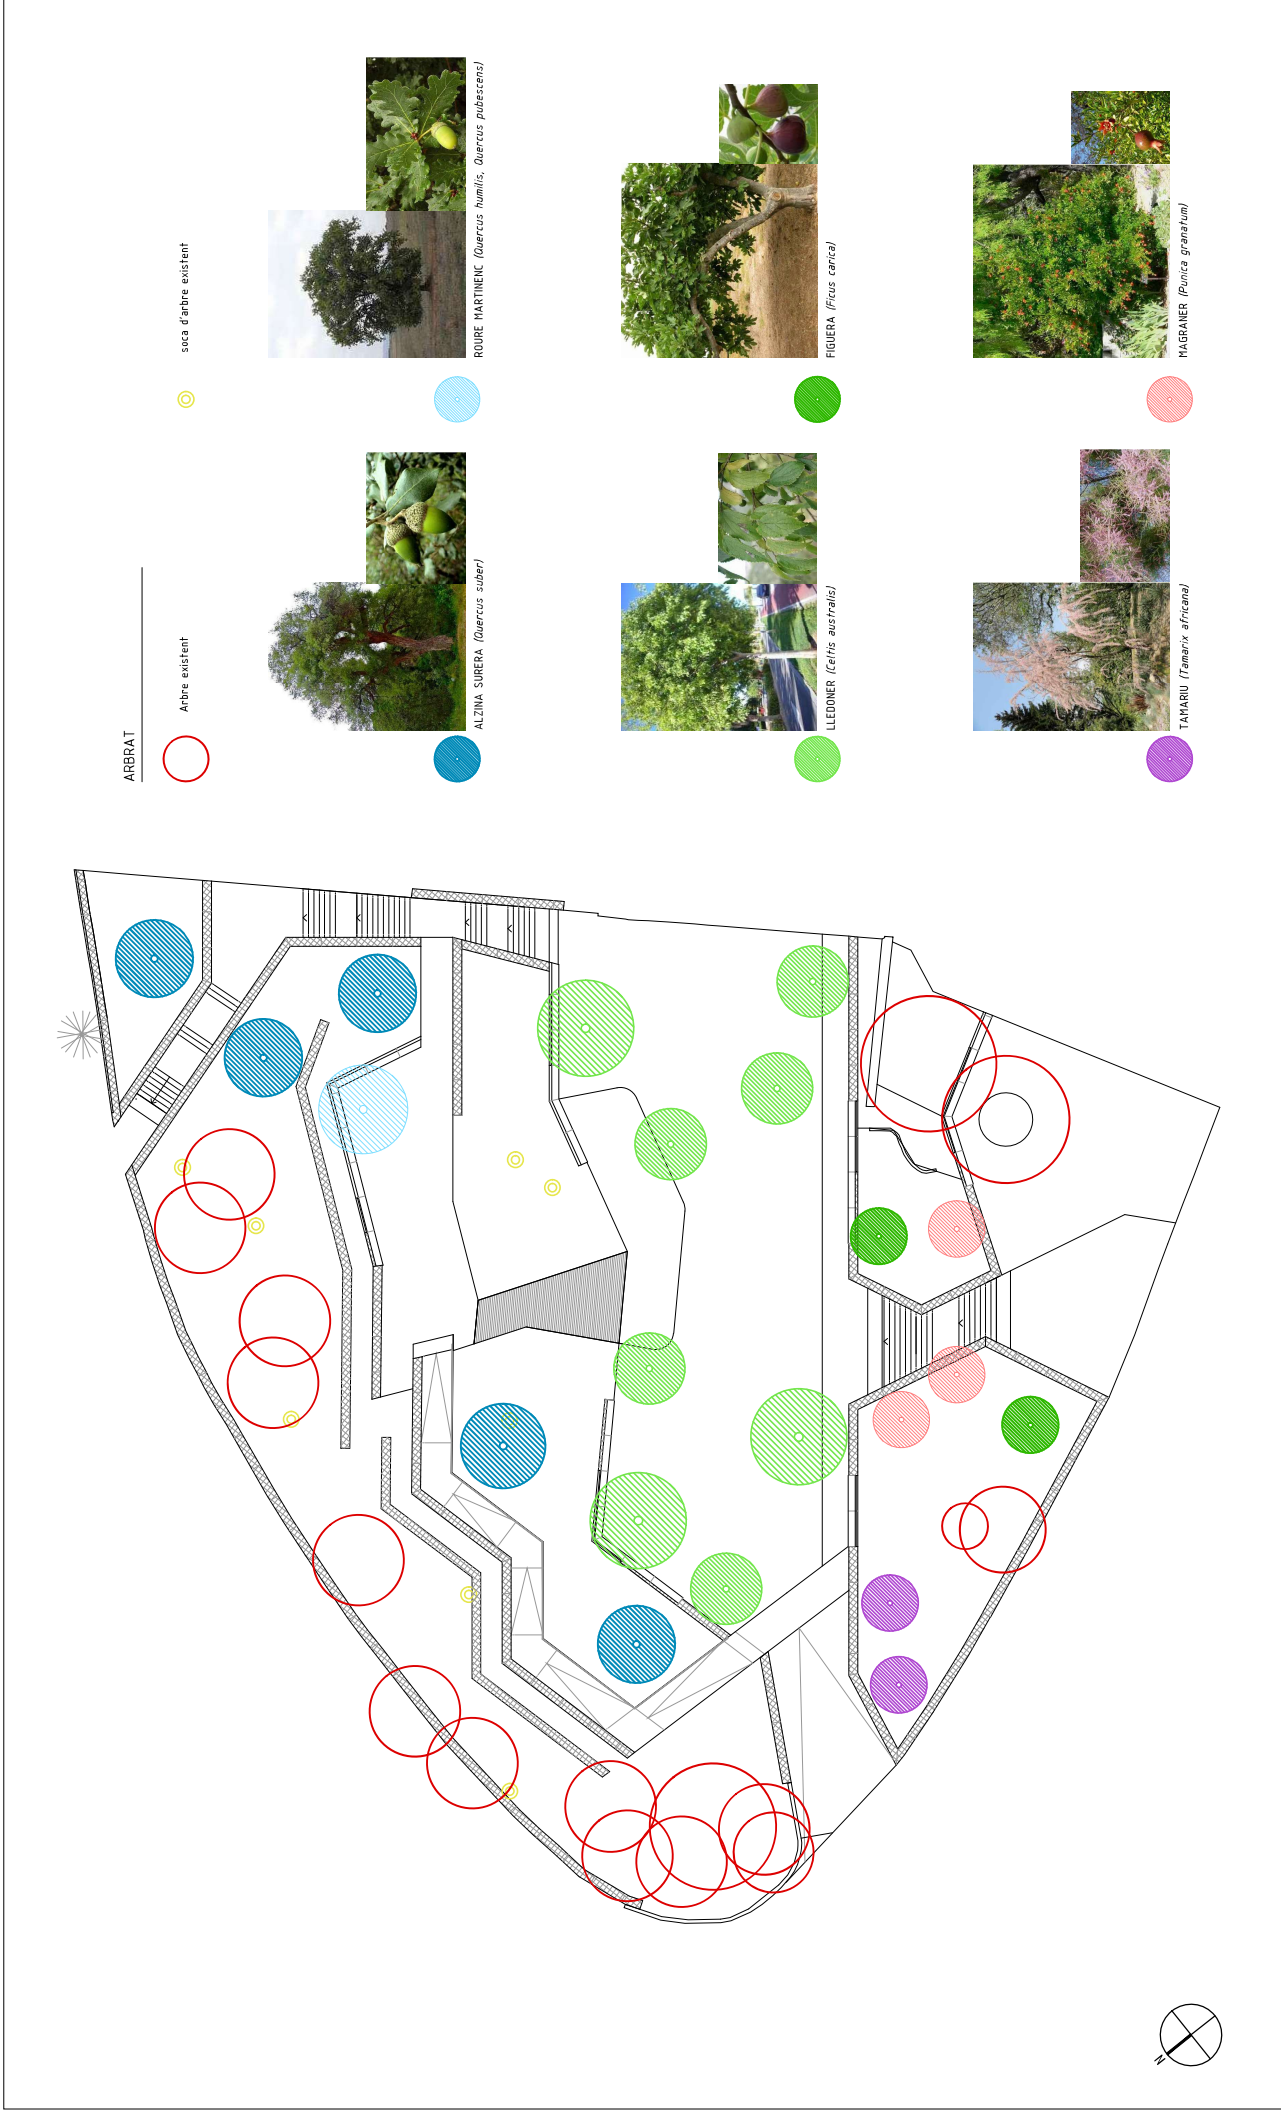 ARBRAT
Arbre existent
soca d'arbre existent
ALZINA SURERA (Quercus suber)
ROURE MARTINENC (Quercus humilis, Quercus pubescens)
LLEDONER (Celtis australis)
FIGUERA (Ficus carica)
TAMARIU (Tamarix africana)
MAGRANER (Punica granatum)
N